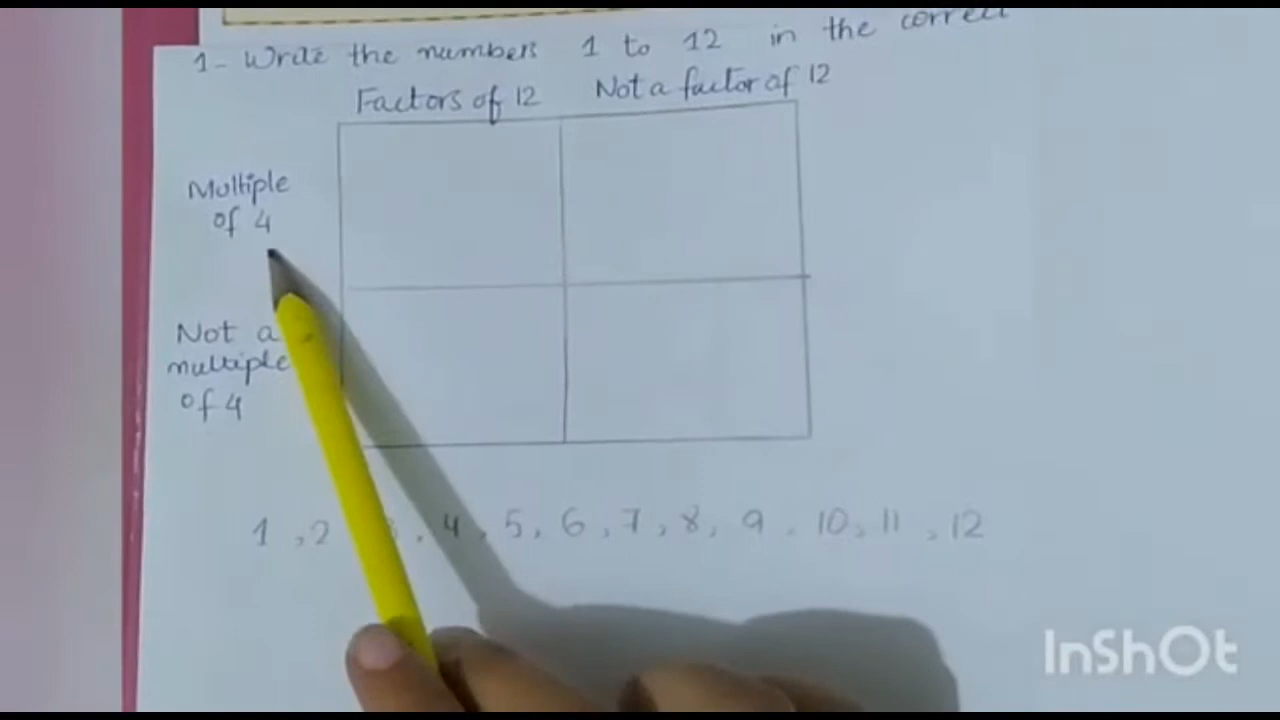 1- Write the numbers 1 to 12 in the correct
Factors of 12 Not a factor of 12
Multiple
of 4
Not a
multiple
of 4
1, 2 , 4, 5, 6, 7, 8, 9, 10, 11, 12
InShOt